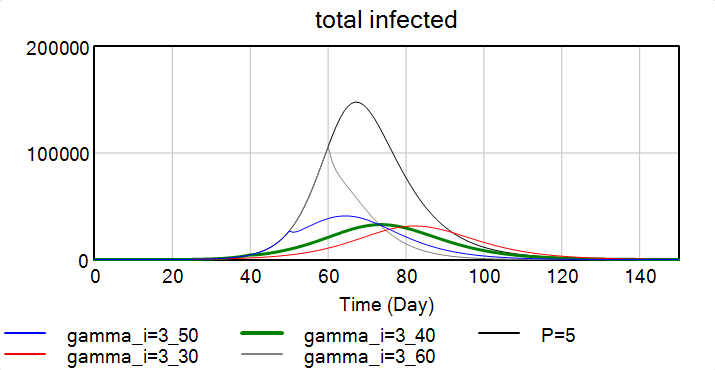 total infected
200000
100000
0
0 20 40 60 80 100 120 140
Time (Day)
gamma_i=3_50 gamma_i=3_40 P=5
gamma_i=3_30 gamma_i=3_60